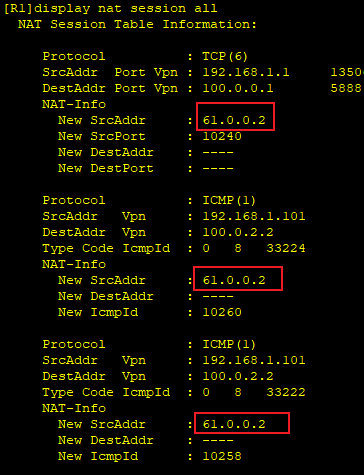 [R1]display nat session all
NAT Session Table Information:
Protocol : TCP(6)
SrcAddr Port Vpn : 192.168.1.1 1350
DestAddr Port Vpn : 100.0.0.1 5888
NAT-Info
New SrcAddr : 61.0.0.2
New SrcPort : 10240
New DestAddr : ----
New DestPort : ----
Protocol : ICMP(1)
SrcAddr Vpn : 192.168.1.101
DestAddr Vpn : 100.0.2.2
Type Code IcmpId : 0 8 33224
NAT-Info
New SrcAddr : 61.0.0.2
New DestAddr : ----
New IcmpId : 10260
Protocol : ICMP(1)
SrcAddr Vpn : 192.168.1.101
DestAddr Vpn : 100.0.2.2
Type Code IcmpId : 0 8 33222
NAT-Info
New SrcAddr : 61.0.0.2
New DestAddr : ----
New IcmpId : 10258